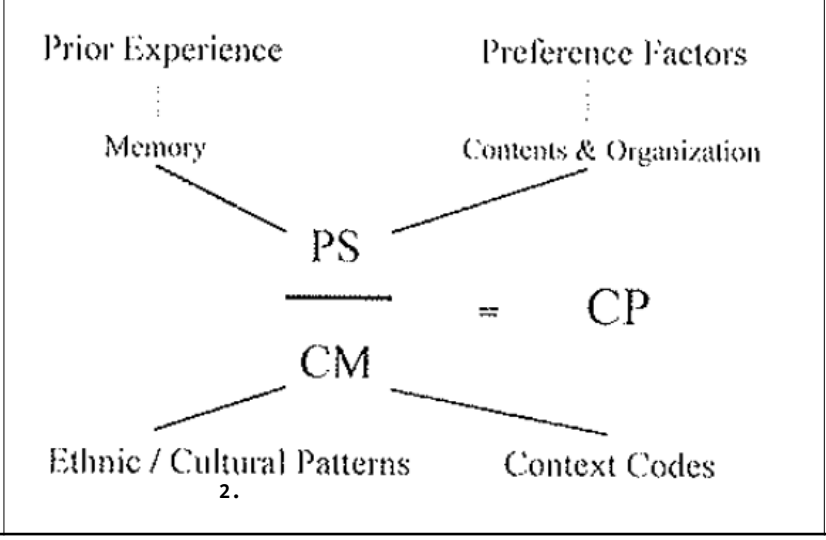 Prior Experience
Preference Factors
Memory
Contents & Organization
PS
= CP
CM
Ethnic / Cultural Patterns
Context Codes
2.